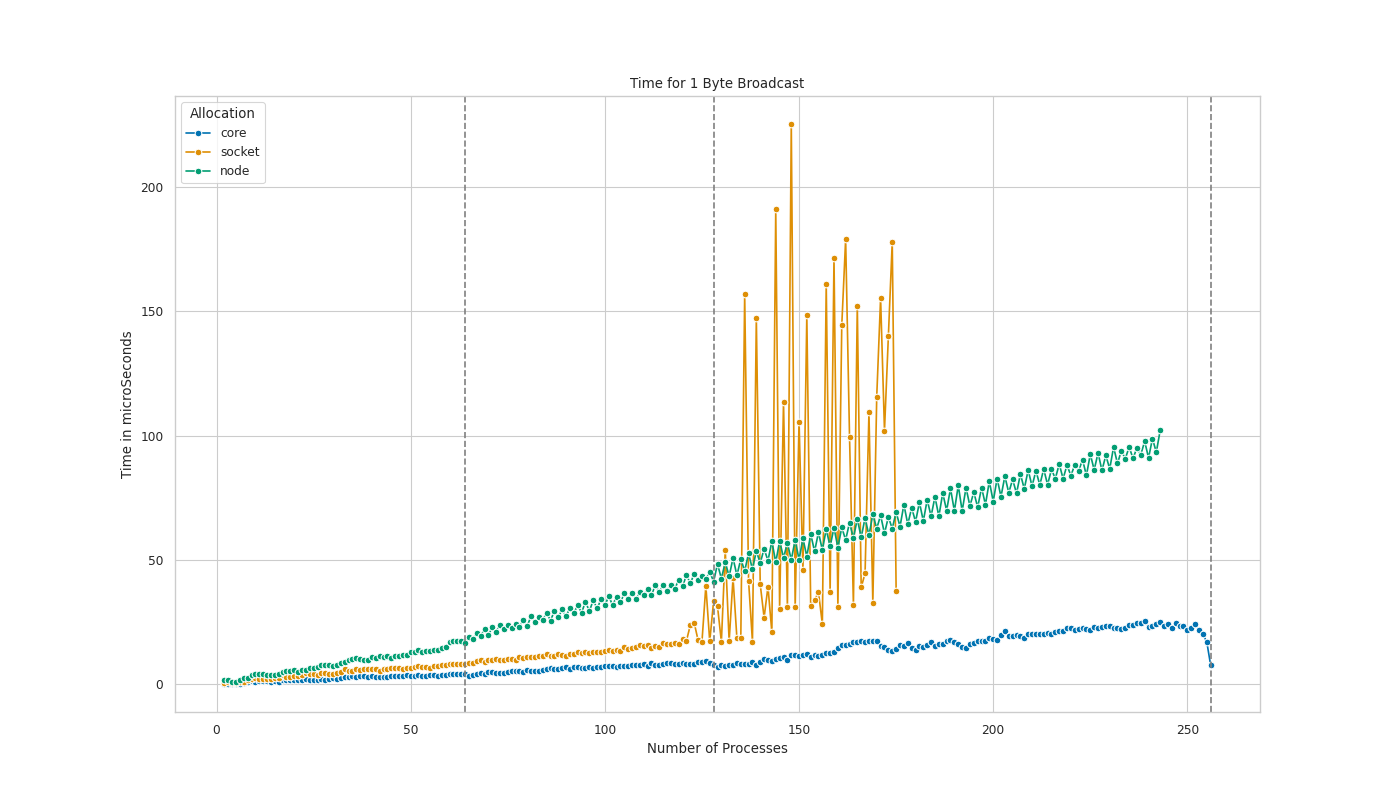 Time for 1 Byte Broadcast
Allocation
core
socket
node
Time in microSeconds
200
150
100
50
0
0
50
100
150
200
250
Number of Processes